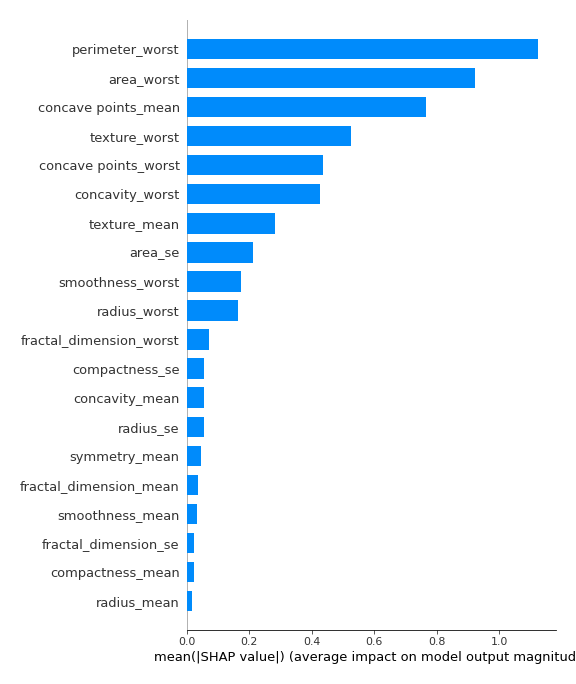 perimeter_worst
area_worst
concave points_mean
texture_worst
concave points_worst
concavity_worst
texture_mean
area_se
smoothness_worst
radius_worst
fractal_dimension_worst
compactness_se
concavity_mean
radius_se
symmetry_mean
fractal_dimension_mean
smoothness_mean
fractal_dimension_se
compactness_mean
radius_mean
0.0 0.2 0.4 0.6 0.8 1.0
mean(|SHAP value|) (average impact on model output magnitud